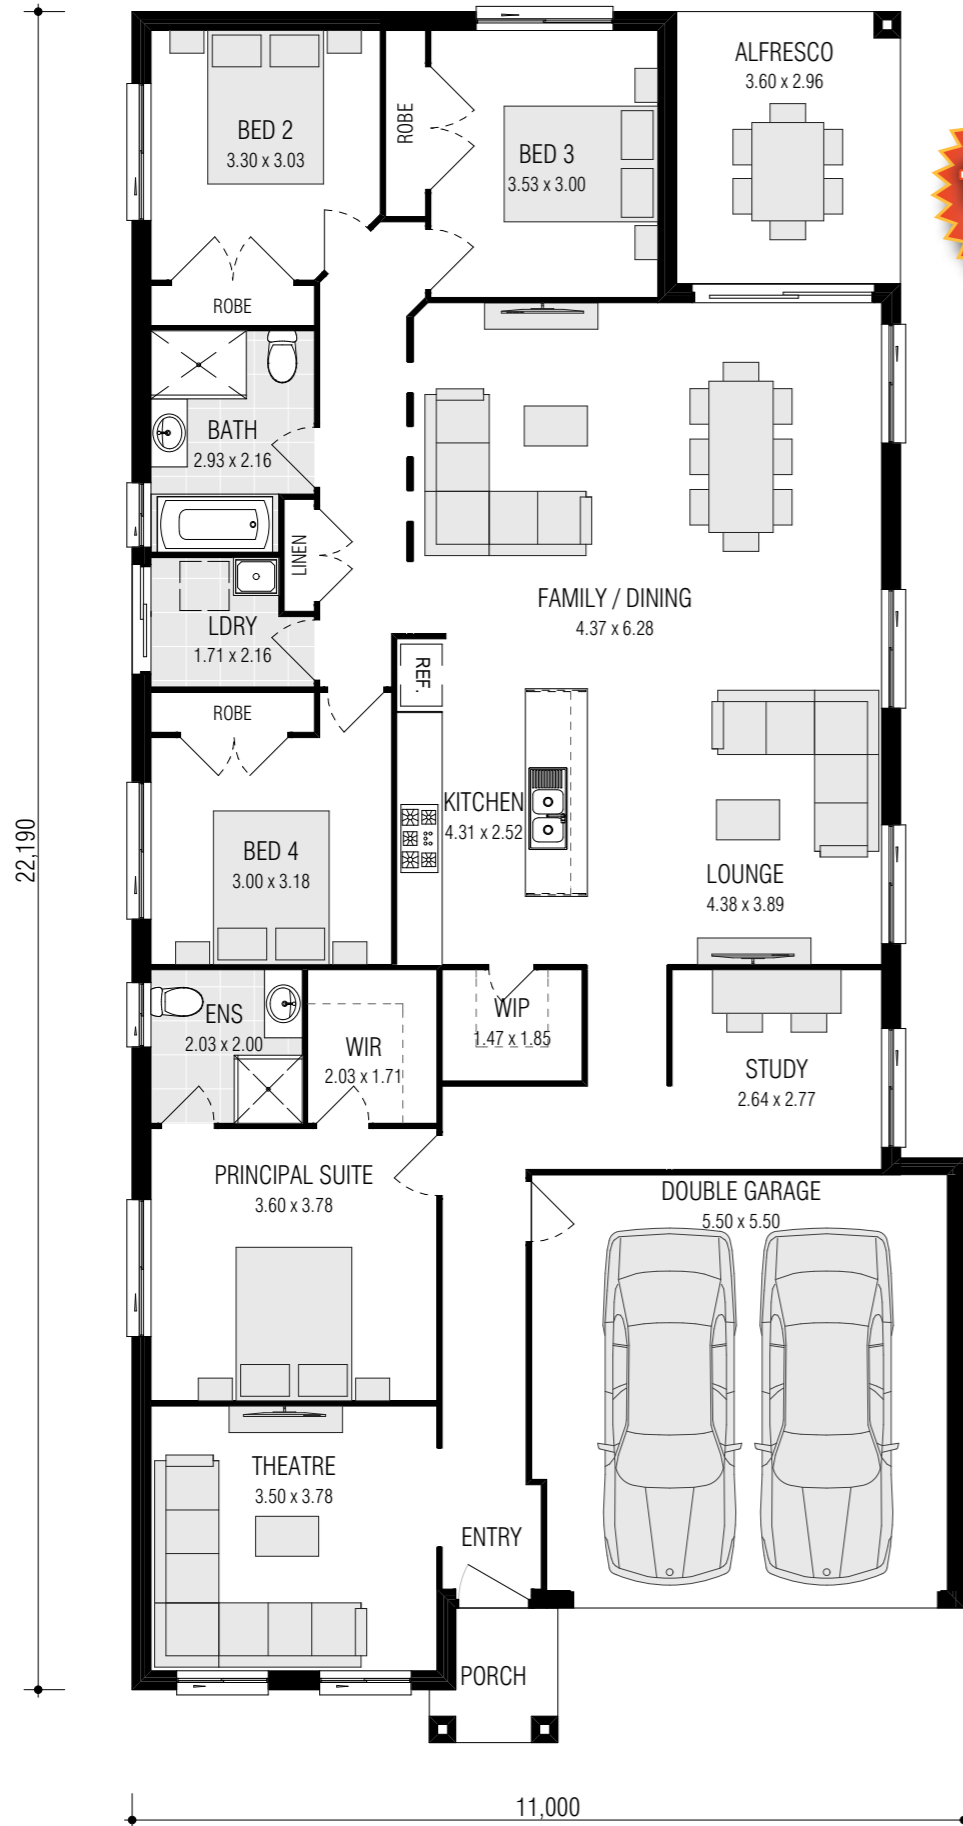 ALFRESCO
3.60 x 2.96
BED 2
3.30 x 3.03
ROBE
BED 3
3.53 x 3.00
ROBE
BATH
2.93 x 2.16
LINEN
FAMILY / DINING
4.37 x 6.28
LDRY
1.71 x 2.16
REF.
ROBE
KITCHEN
4.31 x 2.52
BED 4
3.00 x 3.18
LOUNGE
4.38 x 3.89
22,190
ENS
2.03 x 2.00
WIR
2.03 x 1.71
WIP
1.47 x 1.85
STUDY
2.64 x 2.77
PRINCIPAL SUITE
3.60 x 3.78
DOUBLE GARAGE
5.50 x 5.50
THEATRE
3.50 x 3.78
ENTRY
PORCH
11,000